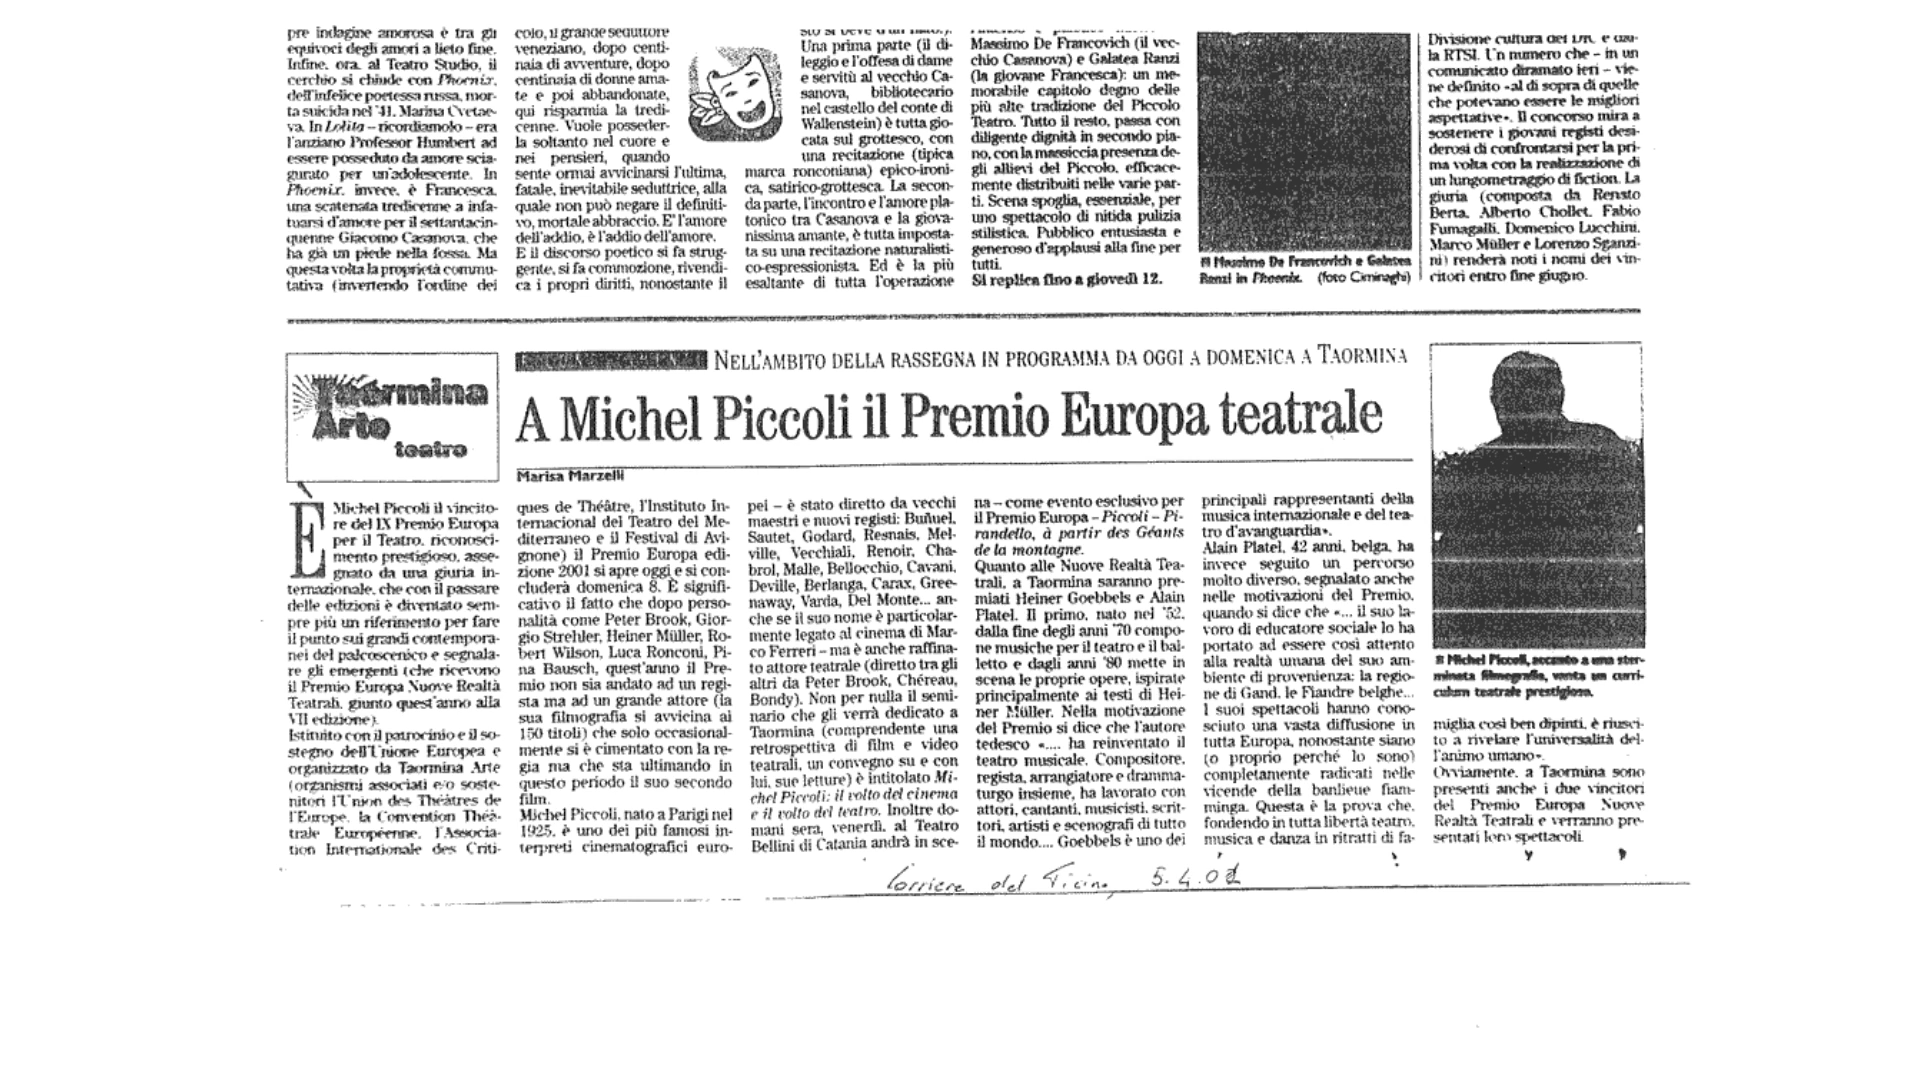 pre indagine amorosa è tra gli
equivoci degli amori a lieto fine.
Infine, ora, al Teatro Studio, il
cerchio si chiude con Phoenix,
dell'infelice poetessa russa, mor-
ta suicida nel '41, Marina Cvetae-
va. In Lolita – ricordiamolo – era
l'anziano Professor Humbert ad
essere posseduto da amore scia-
gurato per un'adolescente. In
Phoenix, invece, è Francesca,
una scatenata tredicenne a infa-
tuarsi d'amore per il settantacin-
quenne Giacomo Casanova, che
ha già un piede nella fossa. Ma
questa volta la proprietà commu-
tativa (invertendo l'ordine dei
colo, il grande seduttore
veneziano, dopo centi-
naia di avventure, dopo
centinaia di donne ama-
te e poi abbandonate,
qui risparmia la tredi-
cenne. Vuole posseder-
la soltanto nel cuore e
nei pensieri, quando
sente ormai avvicinarsi l'ultima,
fatale, inevitabile seduttrice, alla
quale non può negare il definiti-
vo, mortale abbraccio. E' l'amore
dell'addio, è l'addio dell'amore.
E il discorso poetico si fa strug-
gente, si fa commozione, rivendi-
ca i propri diritti, nonostante il
Una prima parte (il di-
leggio e l'offesa di dame
e servitù al vecchio Ca-
sanova, bibliotecario
nel castello del conte di
Wallenstein) è tutta gio-
cata sul grottesco, con
una recitazione (tipica
marca ronconiana) epico-ironi-
ca, satirico-grottesca. La secon-
da parte, l'incontro e l'amore pla-
tonico tra Casanova e la giova-
nissima amante, è tutta imposta-
ta su una recitazione naturalisti-
co-espressionista. Ed è la più
esaltante di tutta l'operazione
Massimo De Francovich (il vec-
chio Casanova) e Galatea Ranzi
(la giovane Francesca): un me-
morabile capitolo degno delle
più alte tradizione del Piccolo
Teatro. Tutto il resto, passa con
diligente dignità in secondo pia-
no, con la massiccia presenza de-
gli allievi del Piccolo, efficace-
mente distribuiti nelle varie par-
ti. Scena spoglia, essenziale, per
uno spettacolo di nitida pulizia
stilistica. Pubblico entusiasta e
generoso d'applausi alla fine per
tutti.
Si replica fino a giovedì 12.
Massimo De Francovich e Galatea
Ranzi in Phoenix. (foto Ciminaghi)
Divisione cultura del DIC e dal-
la RTSI. Un numero che – in un
comunicato diramato ieri – vie-
ne definito «al di sopra di quelle
che potevano essere le migliori
aspettative». Il concorso mira a
sostenere i giovani registi desi-
derosi di confrontarsi per la pri-
ma volta con la realizzazione di
un lungometraggio di fiction. La
giuria (composta da Renato
Berta, Alberto Chollet, Fabio
Fumagalli, Domenico Lucchini,
Marco Müller e Lorenzo Sganzi-
ni) renderà noti i nomi dei vin-
citori entro fine giugno.
Taormina
Arte
teatro
NELL'AMBITO DELLA RASSEGNA IN PROGRAMMA DA OGGI A DOMENICA A TAORMINA
A Michel Piccoli il Premio Europa teatrale
Marisa Marzelli
È Michel Piccoli il vincito-
re del IX Premio Europa
per il Teatro, riconosci-
mento prestigioso, asse-
gnato da una giuria in-
ternazionale, che con il passare
delle edizioni è diventato sem-
pre più un riferimento per fare
il punto sui grandi contempora-
nei del palcoscenico e segnala-
re gli emergenti (che ricevono
il Premio Europa Nuove Realtà
Teatrali, giunto quest'anno alla
VII edizione).
Istituito con il patrocinio e il so-
stegno dell'Unione Europea e
organizzato da Taormina Arte
(organismi associati e/o soste-
nitori l'Union des Théâtres de
l'Europe, la Convention Théâ-
trale Européenne, l'Associa-
tion Internationale des Criti-
ques de Théâtre, l'Instituto In-
ternacional del Teatro del Me-
diterraneo e il Festival di Avi-
gnone) il Premio Europa edi-
zione 2001 si apre oggi e si con-
cluderà domenica 8. È signifi-
cativo il fatto che dopo perso-
nalità come Peter Brook, Gior-
gio Strehler, Heiner Müller, Ro-
bert Wilson, Luca Ronconi, Pi-
na Bausch, quest'anno il Pre-
mio non sia andato ad un regi-
sta ma ad un grande attore (la
sua filmografia si avvicina ai
150 titoli) che solo occasional-
mente si è cimentato con la re-
gia ma che sta ultimando in
questo periodo il suo secondo
film.
Michel Piccoli, nato a Parigi nel
1925, è uno dei più famosi in-
terpreti cinematografici euro-
pei – è stato diretto da vecchi
maestri e nuovi registi: Buñuel,
Sautet, Godard, Resnais, Mel-
ville, Vecchiali, Renoir, Cha-
brol, Malle, Bellocchio, Cavani,
Deville, Berlanga, Carax, Gree-
naway, Varda, Del Monte... an-
che se il suo nome è particolar-
mente legato al cinema di Mar-
co Ferreri – ma è anche raffina-
to attore teatrale (diretto tra gli
altri da Peter Brook, Chéreau,
Bondy). Non per nulla il semi-
nario che gli verrà dedicato a
Taormina (comprendente una
retrospettiva di film e video
teatrali, un convegno su e con
lui, sue letture) è intitolato Mi-
chel Piccoli: il volto del cinema
e il volto del teatro. Inoltre do-
mani sera, venerdì, al Teatro
Bellini di Catania andrà in sce-
na – come evento esclusivo per
il Premio Europa – Piccoli – Pi-
randello, à partir des Géants
de la montagne.
Quanto alle Nuove Realtà Tea-
trali, a Taormina saranno pre-
miati Heiner Goebbels e Alain
Platel. Il primo, nato nel '52,
dalla fine degli anni '70 compo-
ne musiche per il teatro e il bal-
letto e dagli anni '80 mette in
scena le proprie opere, ispirate
principalmente ai testi di Hei-
ner Müller. Nella motivazione
del Premio si dice che l'autore
tedesco «.... ha reinventato il
teatro musicale. Compositore,
regista, arrangiatore e dramma-
turgo insieme, ha lavorato con
attori, cantanti, musicisti, scrit-
tori, artisti e scenografi di tutto
il mondo.... Goebbels è uno dei
principali rappresentanti della
musica internazionale e del tea-
tro d'avanguardia».
Alain Platel, 42 anni, belga, ha
invece seguito un percorso
molto diverso, segnalato anche
nelle motivazioni del Premio,
quando si dice che «... il suo la-
voro di educatore sociale lo ha
portato ad essere così attento
alla realtà umana del suo am-
biente di provenienza: la regio-
ne di Gand, le Fiandre belghe...
I suoi spettacoli hanno cono-
sciuto una vasta diffusione in
tutta Europa, nonostante siano
(o proprio perché lo sono)
completamente radicati nelle
vicende della banlieue fiam-
minga. Questa è la prova che,
fondendo in tutta libertà teatro,
musica e danza in ritratti di fa-
Michel Piccoli, accanto a una ster-
minata filmografia, vanta un curri-
culum teatrale prestigioso.
miglia così ben dipinti, è riusci-
to a rivelare l'universalità del-
l'animo umano».
Ovviamente, a Taormina sono
presenti anche i due vincitori
del Premio Europa Nuove
Realtà Teatrali e verranno pre-
sentati loro spettacoli.
Corriere del Ticino, 5.4.01